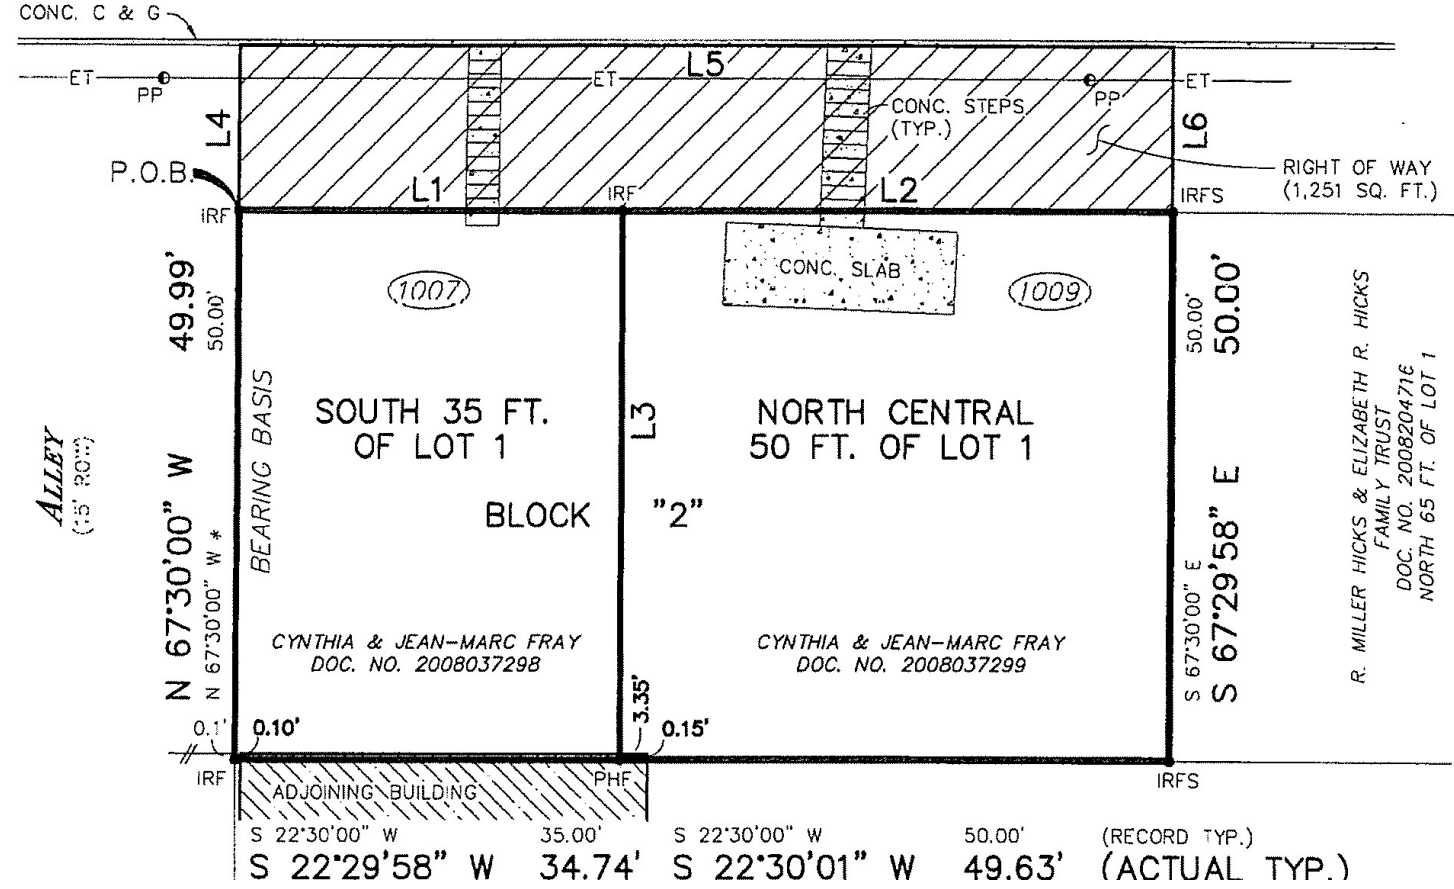 CONC. C & G
ET
PP
L4
P.O.B.
IRF
L1
IRF
ET
L5
CONC. STEPS
(TYP.)
L2
PP
ET
L6
RIGHT OF WAY
(1,251 SQ. FT.)
IRFS
CONC. SLAB
1007
1009
49.99'
50.00'
N 67°30'00" W
N 67°30'00" W *
BEARING BASIS
ALLEY
(15' ROW)
SOUTH 35 FT.
OF LOT 1
L3
NORTH CENTRAL
50 FT. OF LOT 1
BLOCK "2"
CYNTHIA & JEAN-MARC FRAY
DOC. NO. 2008037298
CYNTHIA & JEAN-MARC FRAY
DOC. NO. 2008037299
50.00'
50.00'
S 67°30'00" E
S 67°29'58" E
R. MILLER HICKS & ELIZABETH R. HICKS
FAMILY TRUST
DOC. NO. 2008204716
NORTH 65 FT. OF LOT 1
0.1'
0.10'
3.35'
0.15'
IRF
ADJOINING BUILDING
PHF
IRFS
S 22°30'00" W 35.00' S 22°30'00" W 50.00' (RECORD TYP.)
S 22°29'58" W 34.74' S 22°30'01" W 49.63' (ACTUAL TYP.)